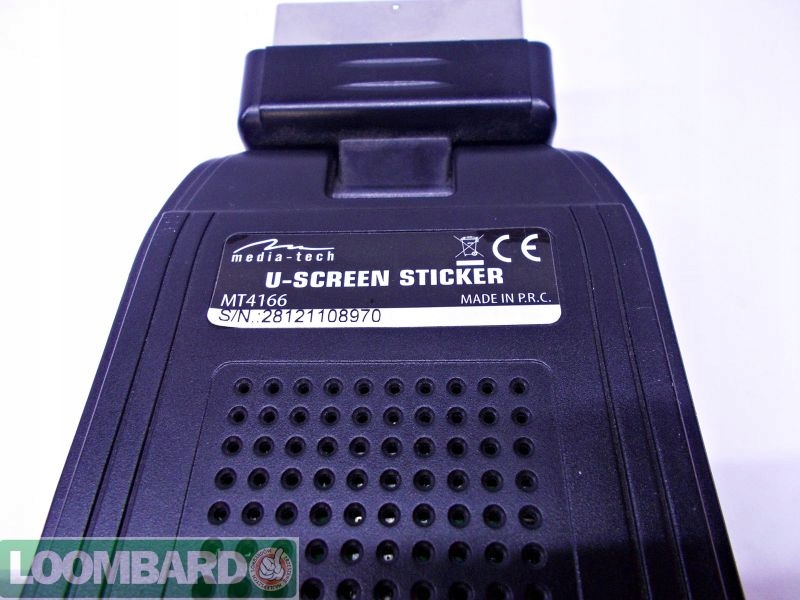 media-tech
U-SCREEN STICKER
MT4166 MADE IN P.R.C.
S/N.:28121108970
LOOMBARD